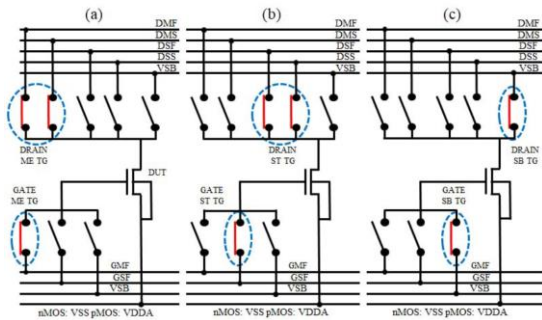 (a)
DMF
DMS
DSF
DSS
VSB
DRAIN
ME TG
DUT
GATE
ME TG
GMF
GSF
VSB
nMOS: VSS pMOS: VDDA
(b)
DMF
DMS
DSF
DSS
VSB
DRAIN
ST TG
GATE
ST TG
GMF
GSF
VSB
nMOS: VSS pMOS: VDDA
(c)
DMF
DMS
DSF
DSS
VSB
DRAIN
SB TG
GATE
SB TG
GMF
GSF
VSB
nMOS: VSS pMOS: VDDA